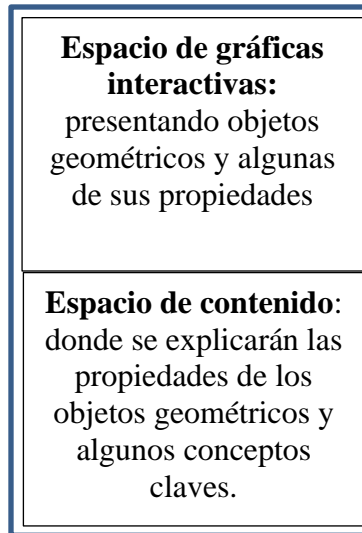 Espacio de gráficas
interactivas:
presentando objetos
geométricos y algunas
de sus propiedades
Espacio de contenido:
donde se explicarán las
propiedades de los
objetos geométricos y
algunos conceptos
claves.